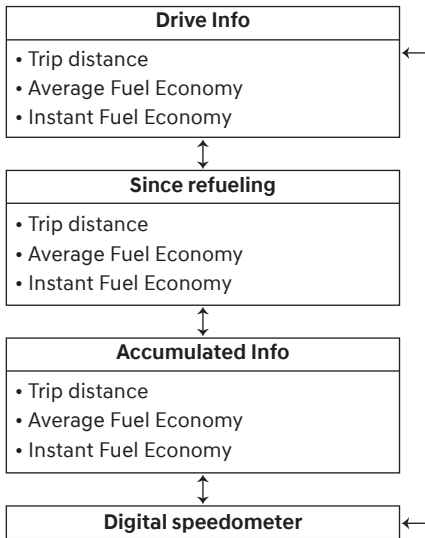 Drive Info
• Trip distance
• Average Fuel Economy
• Instant Fuel Economy
Since refueling
• Trip distance
• Average Fuel Economy
• Instant Fuel Economy
Accumulated Info
• Trip distance
• Average Fuel Economy
• Instant Fuel Economy
Digital speedometer